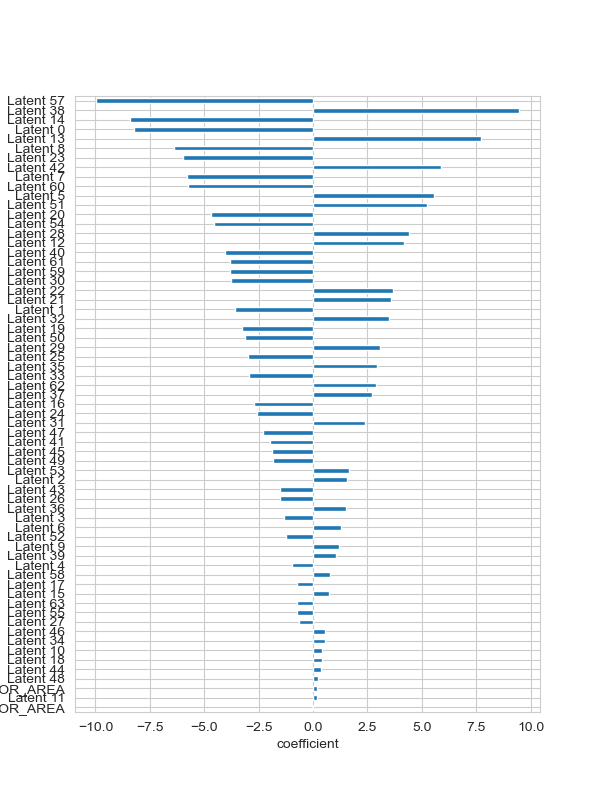 Latent 57
Latent 38
Latent 14
Latent 0
Latent 13
Latent 8
Latent 23
Latent 42
Latent 7
Latent 60
Latent 5
Latent 51
Latent 20
Latent 54
Latent 28
Latent 12
Latent 40
Latent 61
Latent 59
Latent 30
Latent 22
Latent 21
Latent 1
Latent 32
Latent 19
Latent 50
Latent 29
Latent 25
Latent 35
Latent 33
Latent 62
Latent 37
Latent 16
Latent 24
Latent 31
Latent 47
Latent 41
Latent 45
Latent 49
Latent 53
Latent 2
Latent 43
Latent 26
Latent 36
Latent 3
Latent 6
Latent 52
Latent 9
Latent 39
Latent 4
Latent 58
Latent 17
Latent 15
Latent 63
Latent 55
Latent 27
Latent 46
Latent 34
Latent 10
Latent 18
Latent 44
Latent 48
OR_AREA
Latent 11
OR_AREA
−10.0 −7.5 −5.0 −2.5 0.0 2.5 5.0 7.5 10.0
coefficient